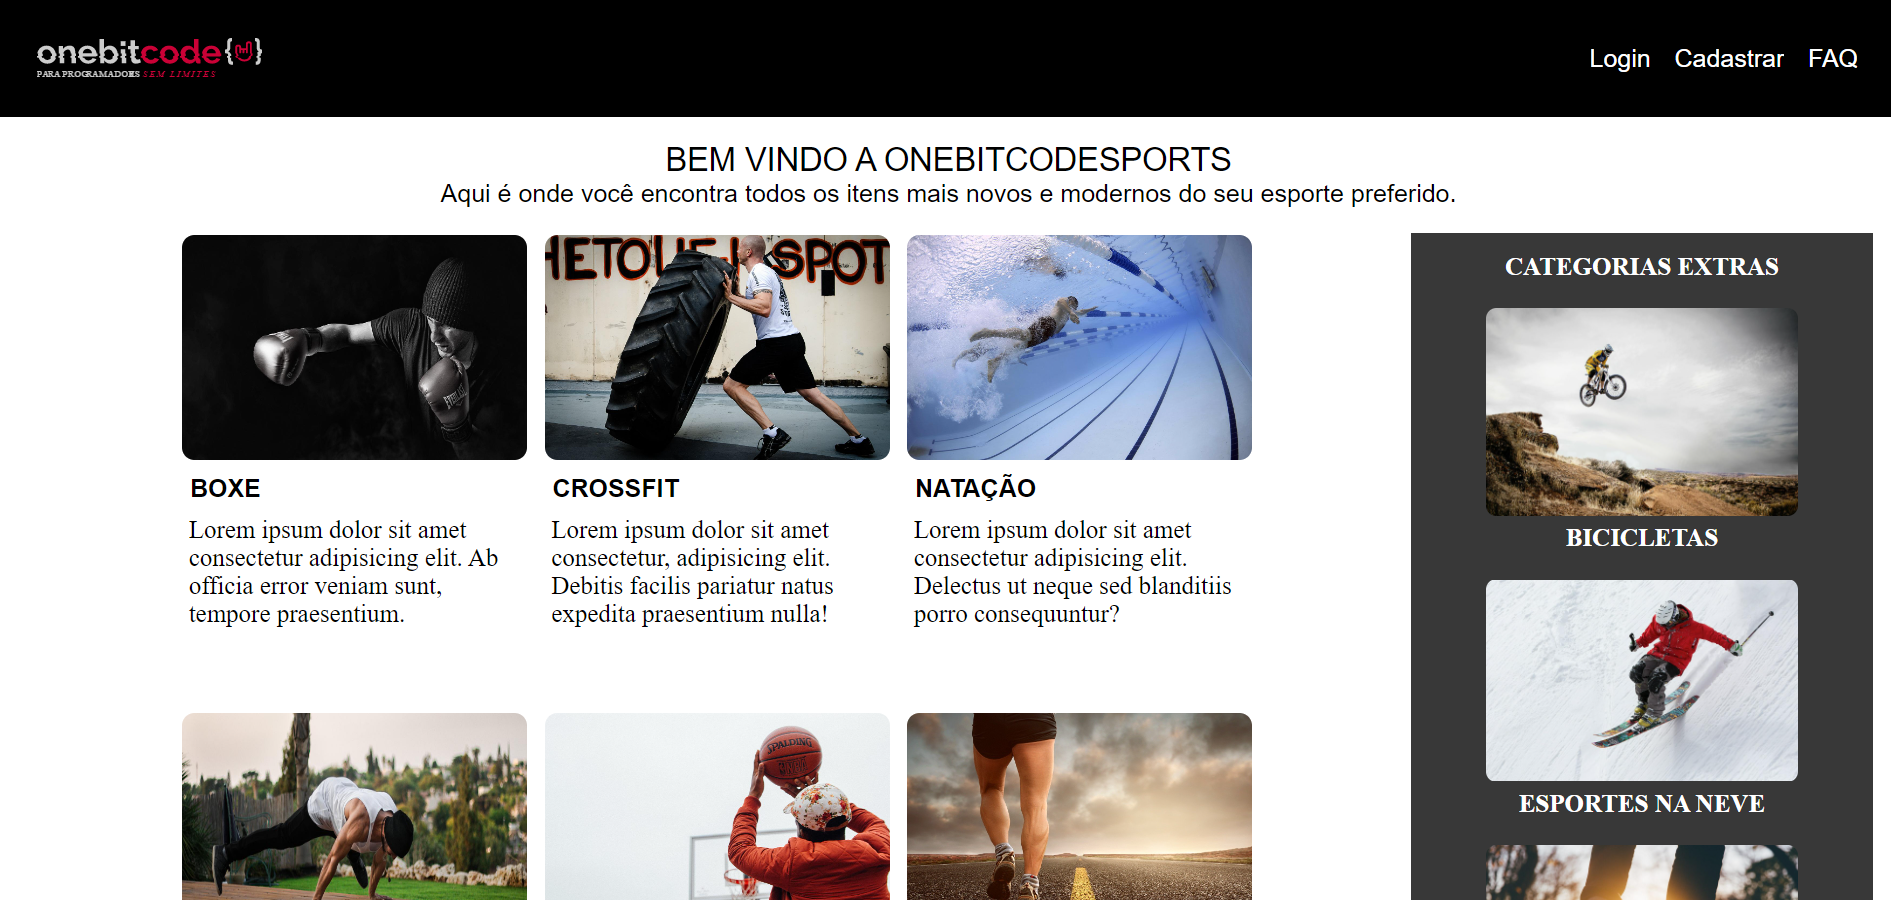 onebitcode{}
PARA PROGRAMADORES SEM LIMITES
Login Cadastrar FAQ
BEM VINDO A ONEBITCODESPORTS
Aqui é onde você encontra todos os itens mais novos e modernos do seu esporte preferido.
SPOT
BOXE
Lorem ipsum dolor sit amet
consectetur adipisicing elit. Ab
officia error veniam sunt,
tempore praesentium.
CROSSFIT
Lorem ipsum dolor sit amet
consectetur, adipisicing elit.
Debitis facilis pariatur natus
expedita praesentium nulla!
NATAÇÃO
Lorem ipsum dolor sit amet
consectetur adipisicing elit.
Delectus ut neque sed blanditiis
porro consequuntur?
SPALDING
CATEGORIAS EXTRAS
BICICLETAS
ESPORTES NA NEVE